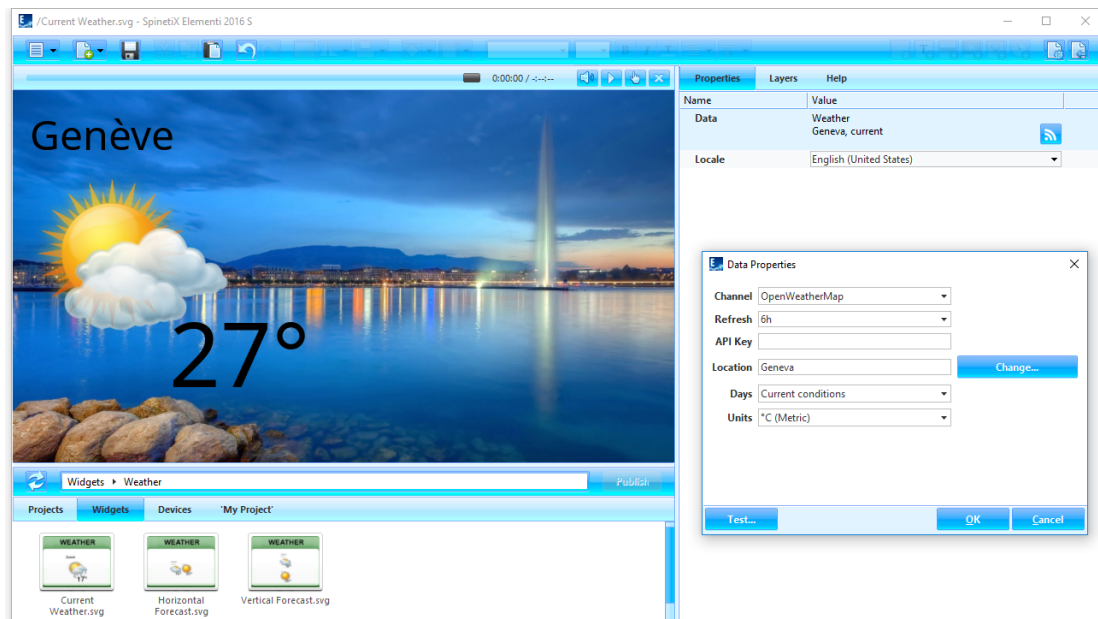 /Current Weather.svg - SpinetiX Elementi 2016 S
B I T
0:00:00 / -:--:--
Properties Layers Help
Name Value
Data Weather
Geneva, current
Locale English (United States)
Genève
27°
Data Properties
Channel OpenWeatherMap
Refresh 6h
API Key
Location Geneva Change...
Days Current conditions
Units °C (Metric)
Test... OK Cancel
Widgets Weather Publish
Projects Widgets Devices 'My Project'
WEATHER WEATHER WEATHER
17°
Current Weather.svg
Horizontal Forecast.svg
Vertical Forecast.svg